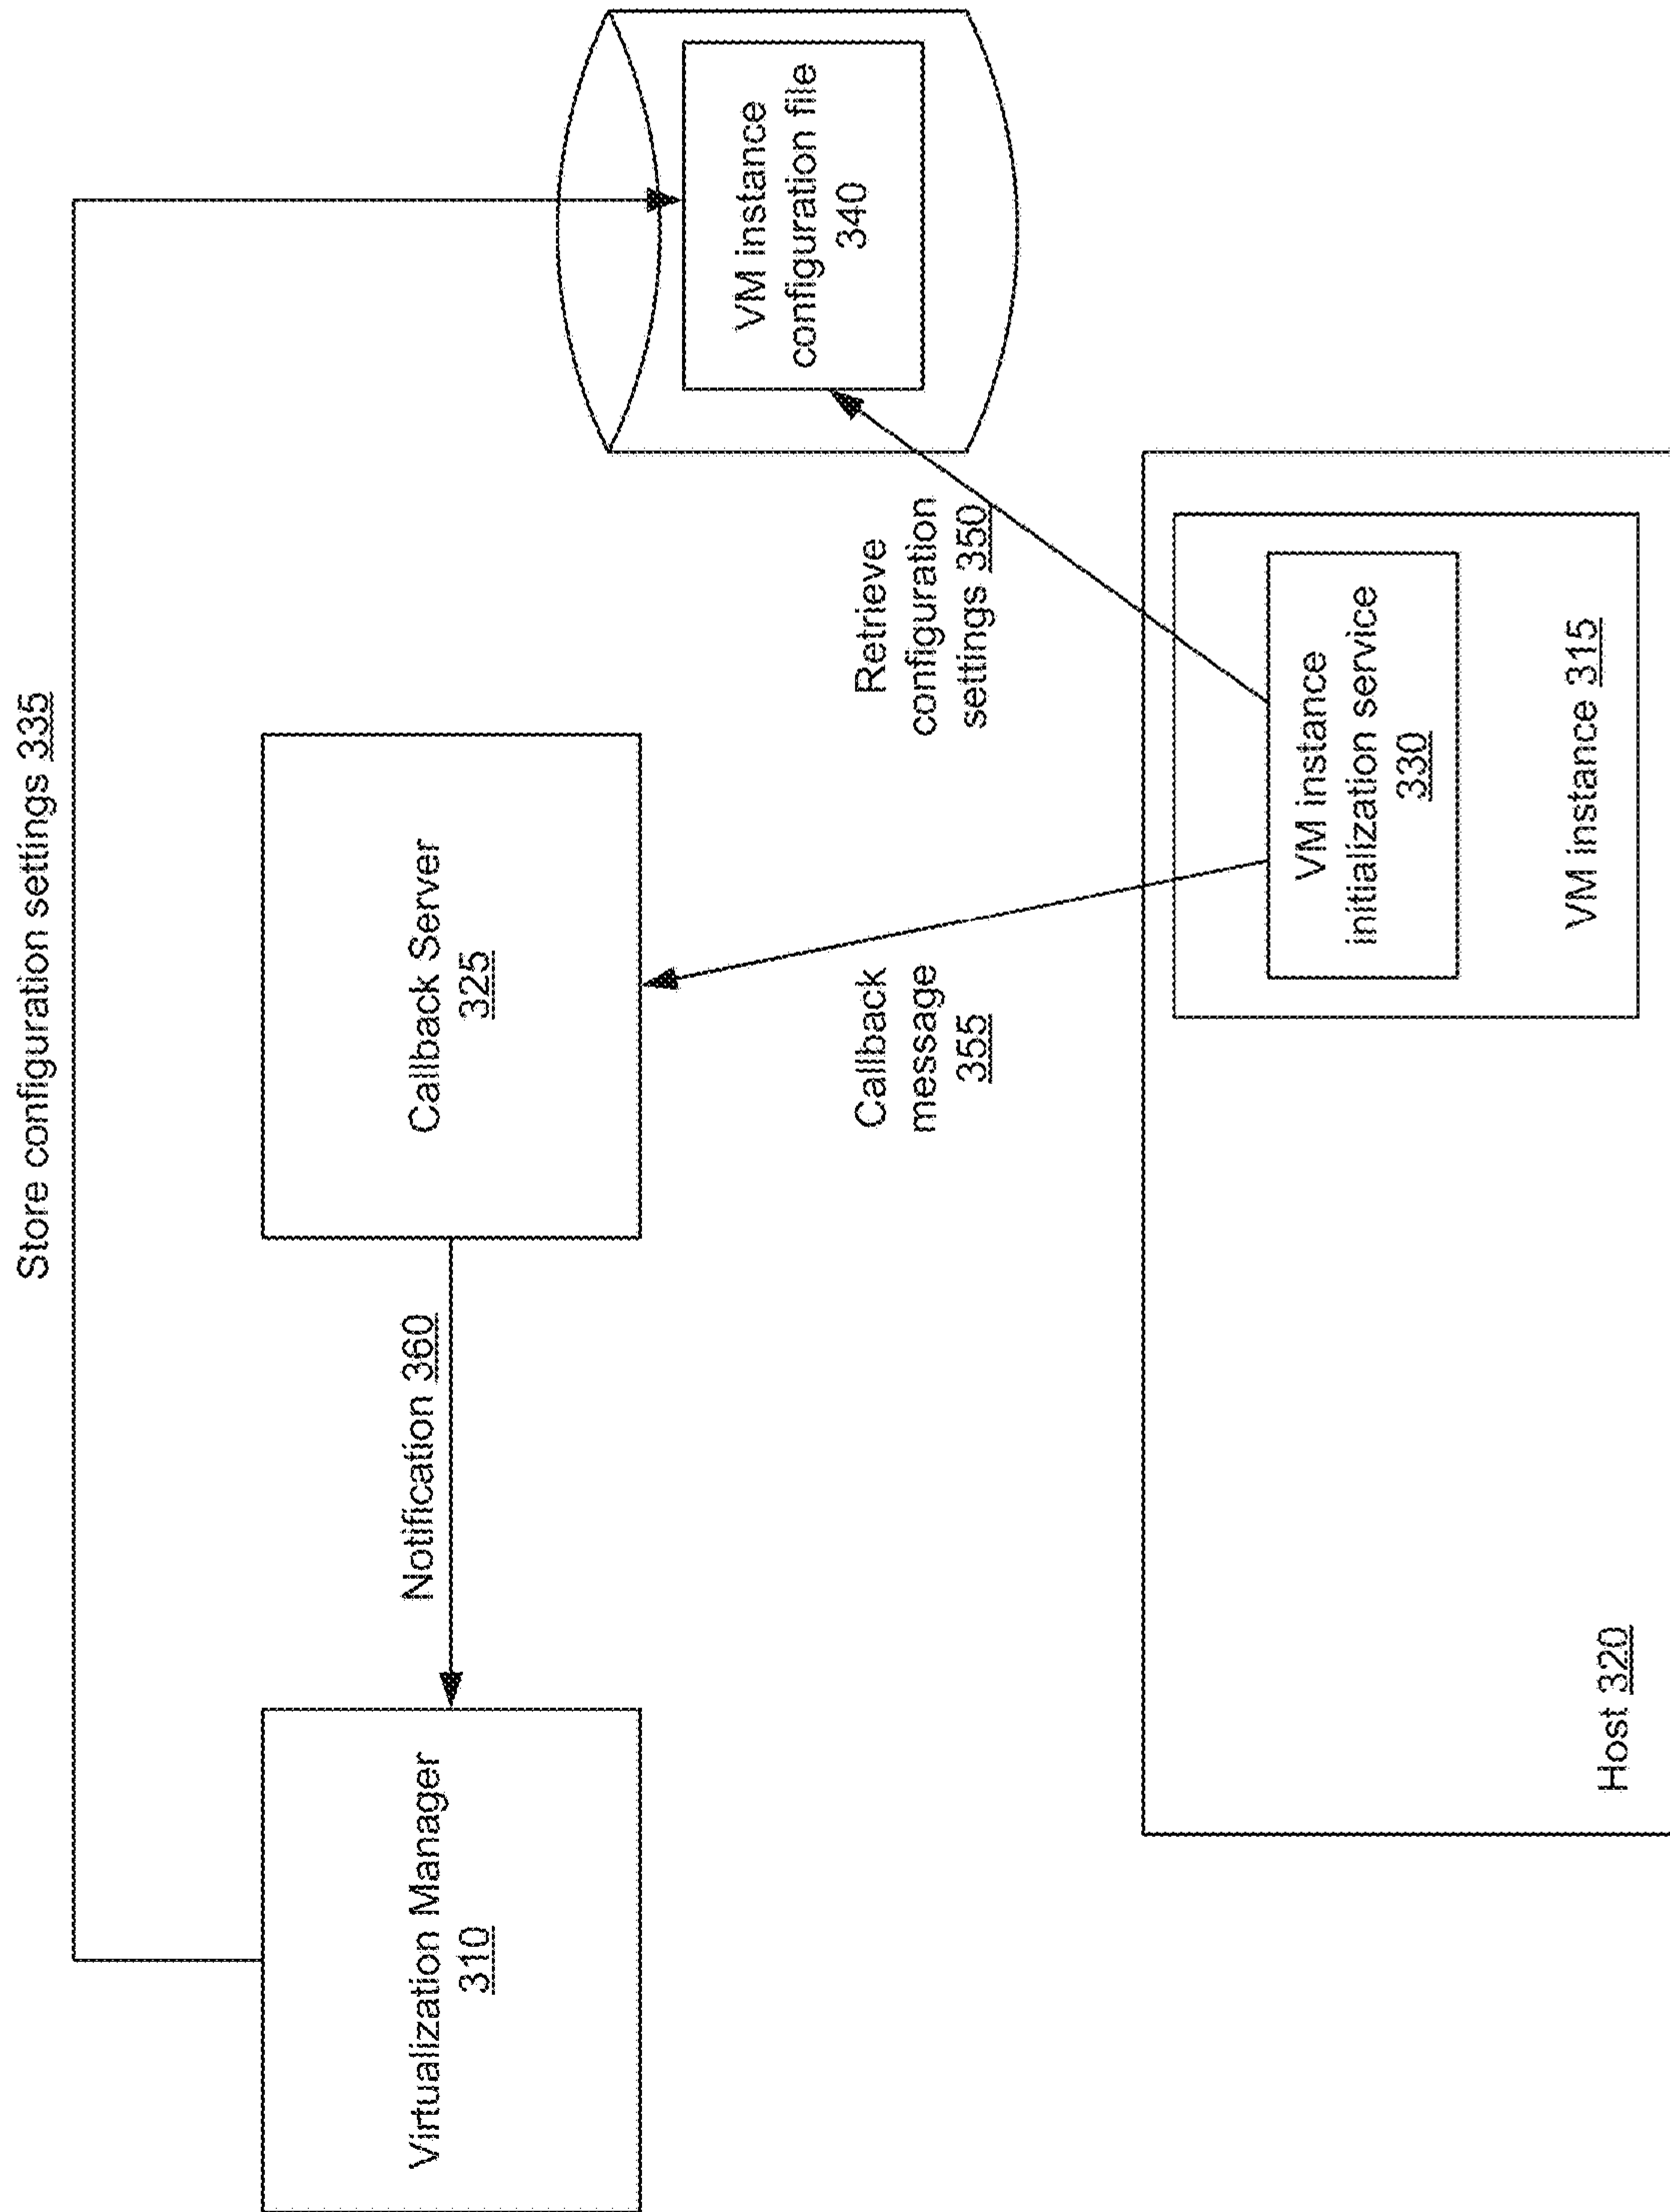 Store configuration settings 335
Virtualization Manager
310
Notification 360
Callback Server
325
VM instance
configuration file
340
Callback
message
355
Retrieve
configuration
settings 350
VM instance
initialization service
330
VM instance 315
Host 320